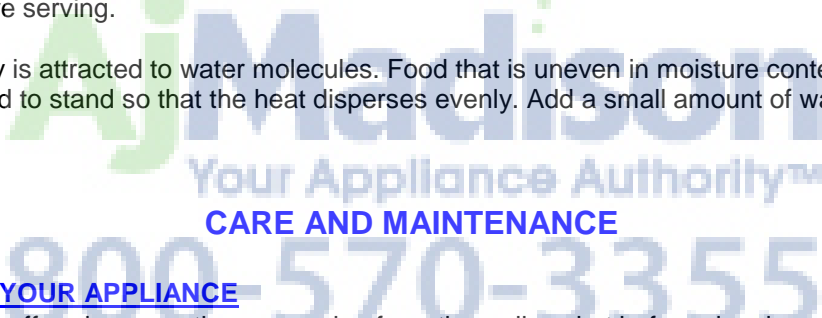 e serving.
AjMadison
y is attracted to water molecules. Food that is uneven in moisture conte
d to stand so that the heat disperses evenly. Add a small amount of wa
Your Appliance Authority™
CARE AND MAINTENANCE
800-570-3355
YOUR APPLIANCE